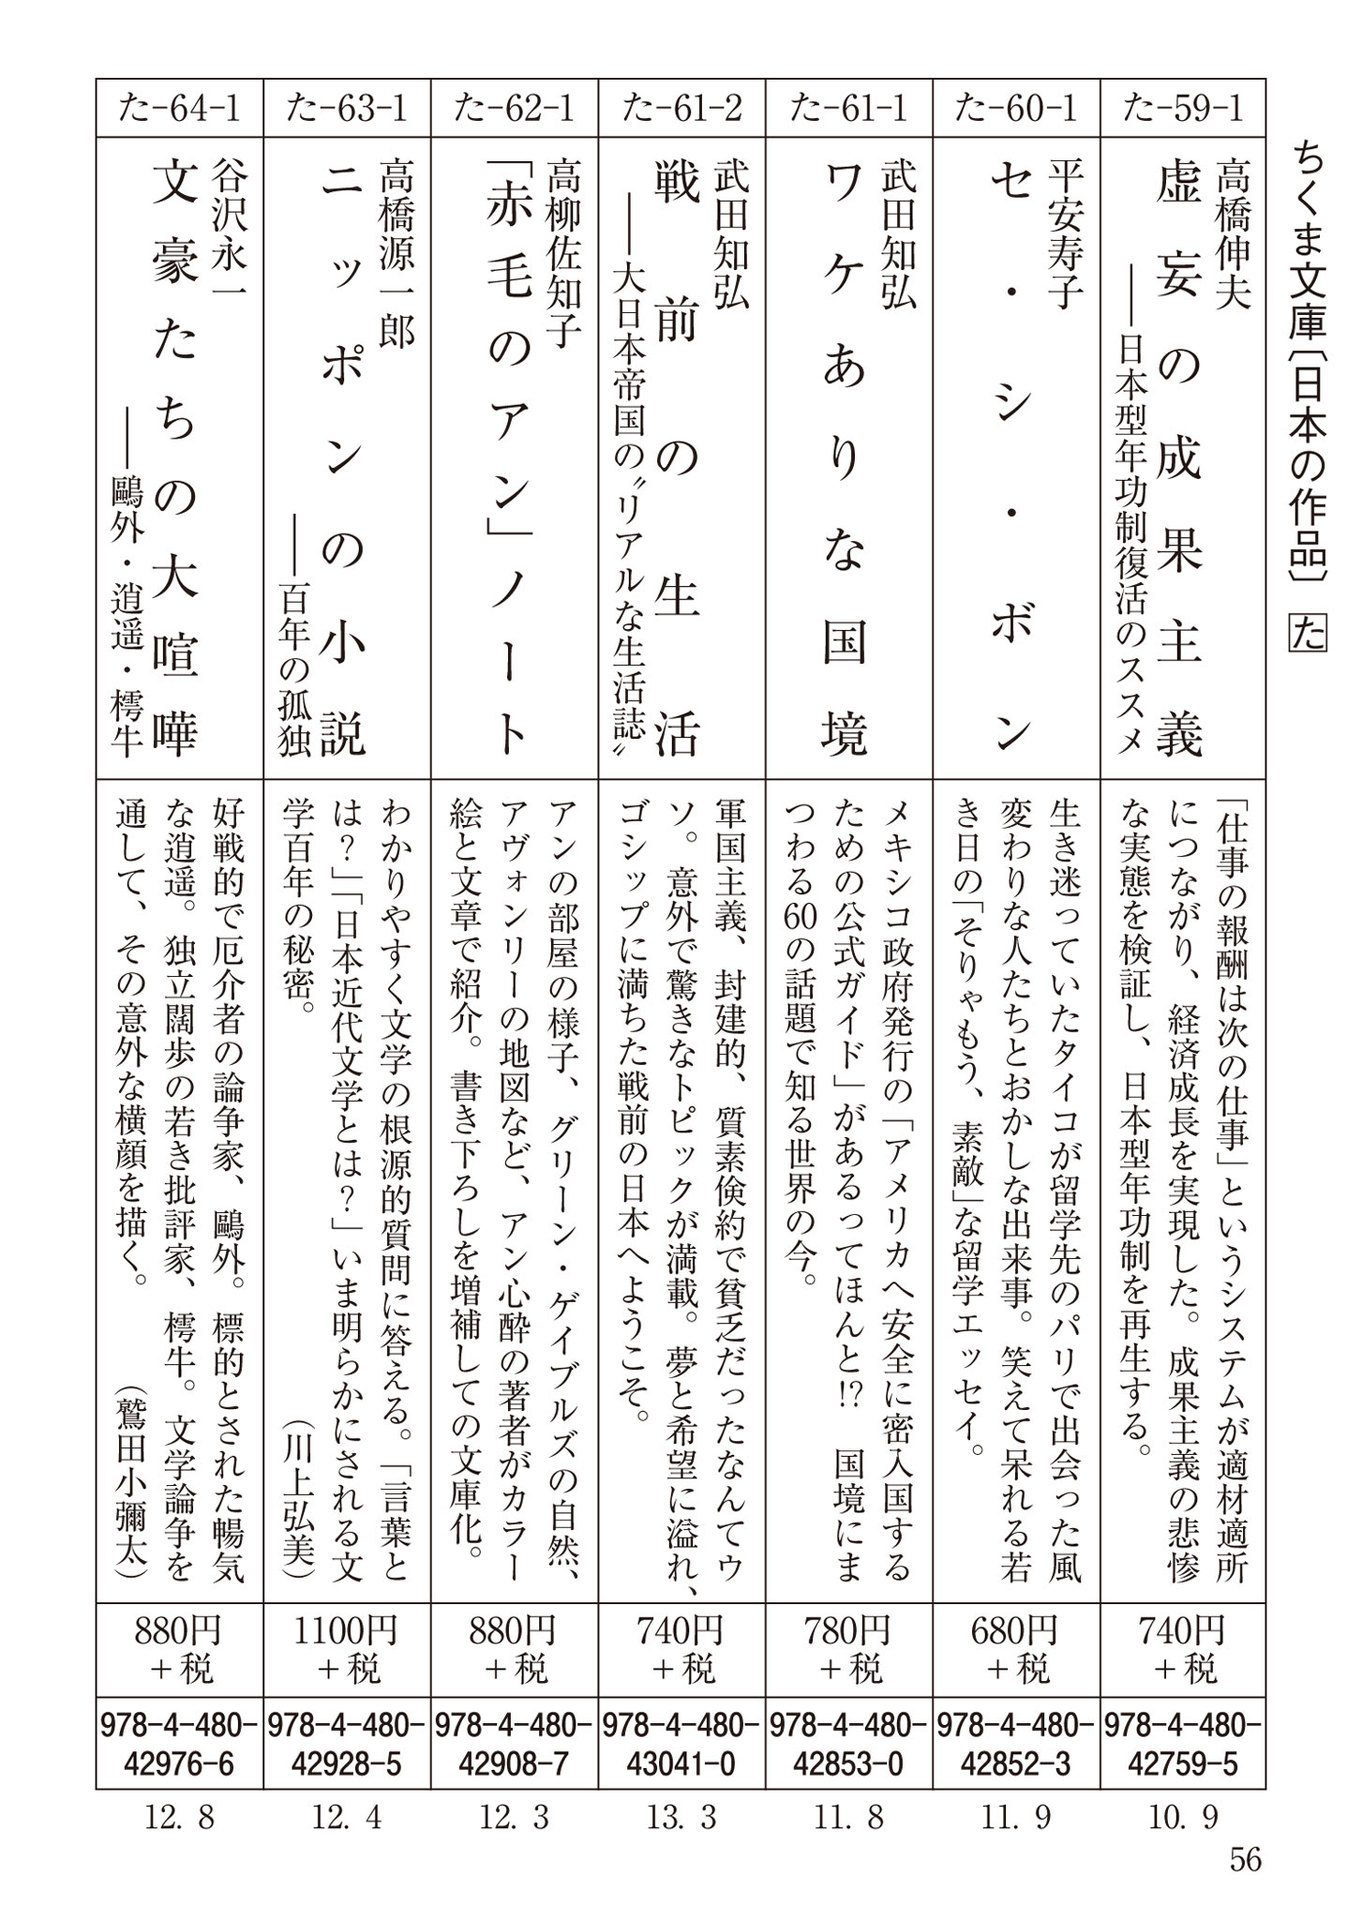 ちくま文庫〔日本の作品〕 た
た-59-1
高橋伸夫
虚妄の成果主義
——日本型年功制復活のススメ
「仕事の報酬は次の仕事」というシステムが適材適所
につながり、経済成長を実現した。成果主義の悲惨
な実態を検証し、日本型年功制を再生する。
740円
＋税
978-4-480-
42759-5
10. 9
た-60-1
平安寿子
セ・シ・ボン
生き迷っていたタイコが留学先のパリで出会った風
変わりな人たちとおかしな出来事。笑えて呆れる若
き日の「そりゃもう、素敵」な留学エッセイ。
680円
＋税
978-4-480-
42852-3
11. 9
た-61-1
武田知弘
ワケありな国境
メキシコ政府発行の「アメリカへ安全に密入国する
ための公式ガイド」があるってほんと!? 国境にま
つわる60の話題で知る世界の今。
780円
＋税
978-4-480-
42853-0
11. 8
た-61-2
武田知弘
戦前の生活
——大日本帝国の〝リアルな生活誌〟
軍国主義、封建的、質素倹約で貧乏だったなんてウ
ソ。意外で驚きなトピックが満載。夢と希望に溢れ、
ゴシップに満ちた戦前の日本へようこそ。
740円
＋税
978-4-480-
43041-0
13. 3
た-62-1
高柳佐知子
「赤毛のアン」ノート
アンの部屋の様子、グリーン・ゲイブルズの自然、
アヴォンリーの地図など、アン心酔の著者がカラー
絵と文章で紹介。書き下ろしを増補しての文庫化。
880円
＋税
978-4-480-
42908-7
12. 3
た-63-1
高橋源一郎
ニッポンの小説
——百年の孤独
わかりやすく文学の根源的質問に答える。「言葉と
は？」「日本近代文学とは？」いま明らかにされる文
学百年の秘密。 （川上弘美）
1100円
＋税
978-4-480-
42928-5
12. 4
た-64-1
谷沢永一
文豪たちの大喧嘩
——鷗外・逍遥・樗牛
好戦的で厄介者の論争家、鷗外。標的とされた暢気
な逍遥。独立闊歩の若き批評家、樗牛。文学論争を
通して、その意外な横顔を描く。 （鷲田小彌太）
880円
＋税
978-4-480-
42976-6
12. 8
56